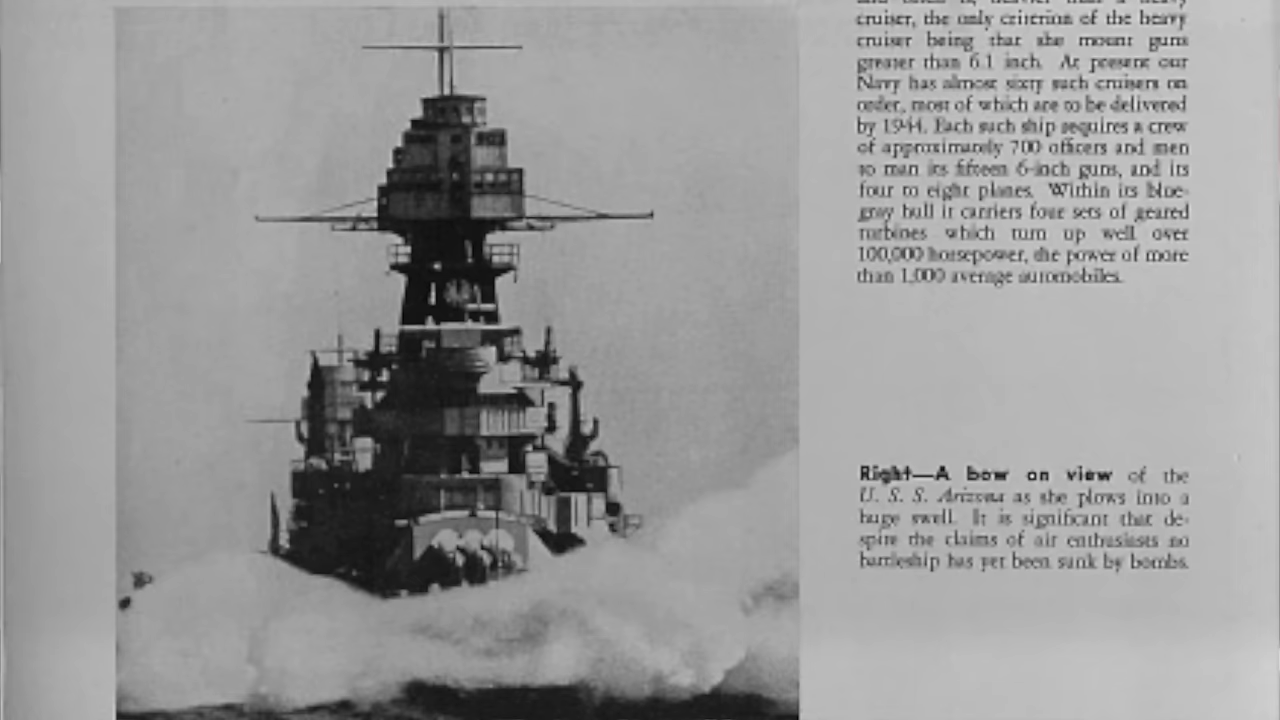 cruiser, the only criterion of the heavy
cruiser being that she mount guns
greater than 6.1 inch. At present our
Navy has almost sixty such cruisers on
order, most of which are to be delivered
by 1944. Each such ship requires a crew
of approximately 700 officers and men
to man its fifteen 6-inch guns, and its
four to eight planes. Within its blue-
gray hull it carriers four sets of geared
turbines which turn up well over
100,000 horsepower, the power of more
than 1,000 average automobiles.
Right—A bow on view of the
U. S. S. Arizona as she plows into a
huge swell. It is significant that de-
spite the claims of air enthusiasts no
battleship has yet been sunk by bombs.